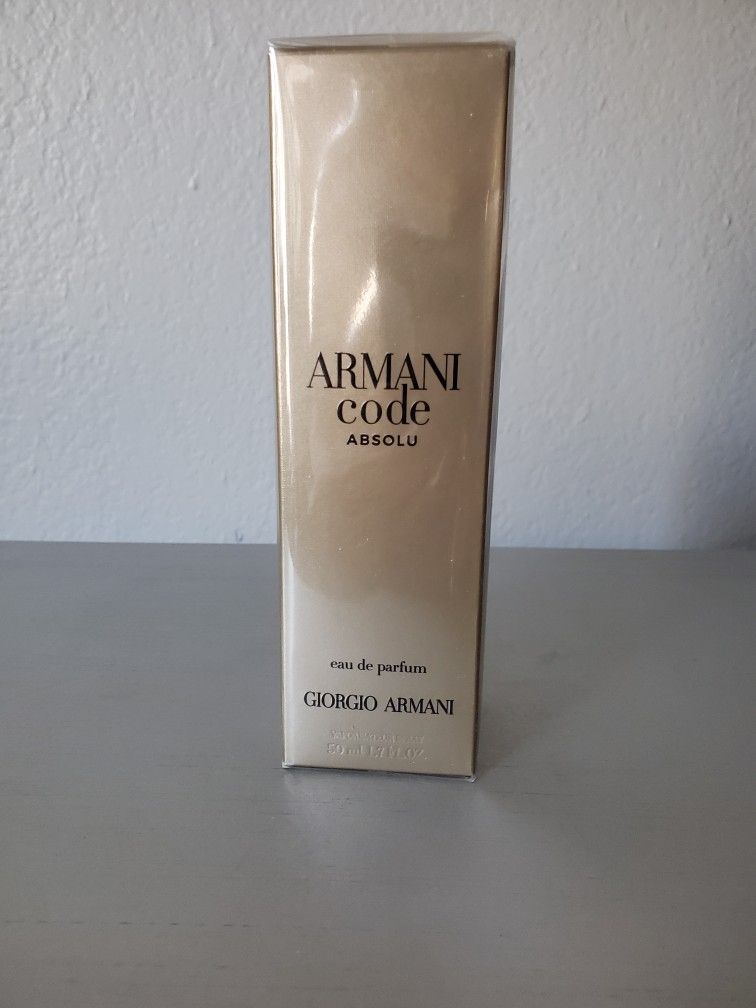 ARMANI
code
ABSOLU
eau de parfum
GIORGIO ARMANI
50 ml 1.7 FL.OZ.